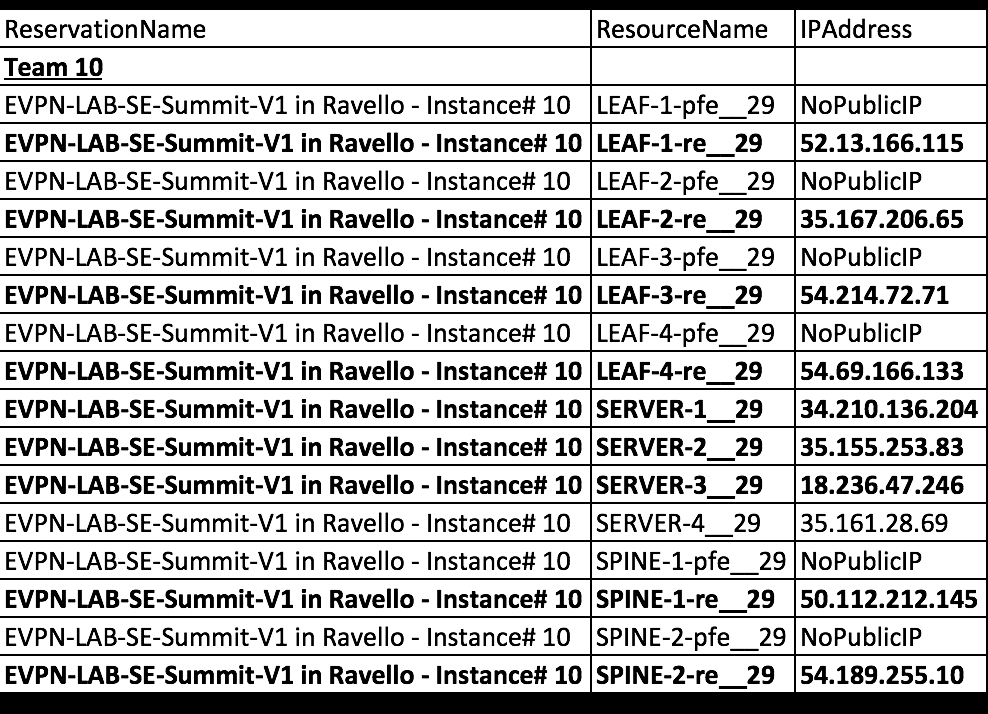 ReservationName ResourceName IPAddress
Team 10
EVPN-LAB-SE-Summit-V1 in Ravello - Instance# 10 LEAF-1-pfe__29 NoPublicIP
EVPN-LAB-SE-Summit-V1 in Ravello - Instance# 10 LEAF-1-re__29 52.13.166.115
EVPN-LAB-SE-Summit-V1 in Ravello - Instance# 10 LEAF-2-pfe__29 NoPublicIP
EVPN-LAB-SE-Summit-V1 in Ravello - Instance# 10 LEAF-2-re__29 35.167.206.65
EVPN-LAB-SE-Summit-V1 in Ravello - Instance# 10 LEAF-3-pfe__29 NoPublicIP
EVPN-LAB-SE-Summit-V1 in Ravello - Instance# 10 LEAF-3-re__29 54.214.72.71
EVPN-LAB-SE-Summit-V1 in Ravello - Instance# 10 LEAF-4-pfe__29 NoPublicIP
EVPN-LAB-SE-Summit-V1 in Ravello - Instance# 10 LEAF-4-re__29 54.69.166.133
EVPN-LAB-SE-Summit-V1 in Ravello - Instance# 10 SERVER-1__29 34.210.136.204
EVPN-LAB-SE-Summit-V1 in Ravello - Instance# 10 SERVER-2__29 35.155.253.83
EVPN-LAB-SE-Summit-V1 in Ravello - Instance# 10 SERVER-3__29 18.236.47.246
EVPN-LAB-SE-Summit-V1 in Ravello - Instance# 10 SERVER-4__29 35.161.28.69
EVPN-LAB-SE-Summit-V1 in Ravello - Instance# 10 SPINE-1-pfe__29 NoPublicIP
EVPN-LAB-SE-Summit-V1 in Ravello - Instance# 10 SPINE-1-re__29 50.112.212.145
EVPN-LAB-SE-Summit-V1 in Ravello - Instance# 10 SPINE-2-pfe__29 NoPublicIP
EVPN-LAB-SE-Summit-V1 in Ravello - Instance# 10 SPINE-2-re__29 54.189.255.10